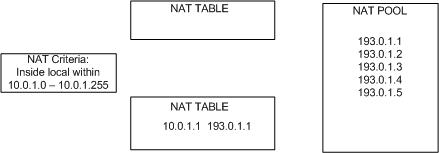 NAT TABLE
NAT POOL
193.0.1.1
193.0.1.2
193.0.1.3
193.0.1.4
193.0.1.5
NAT Criteria:
Inside local within
10.0.1.0 – 10.0.1.255
NAT TABLE
10.0.1.1 193.0.1.1